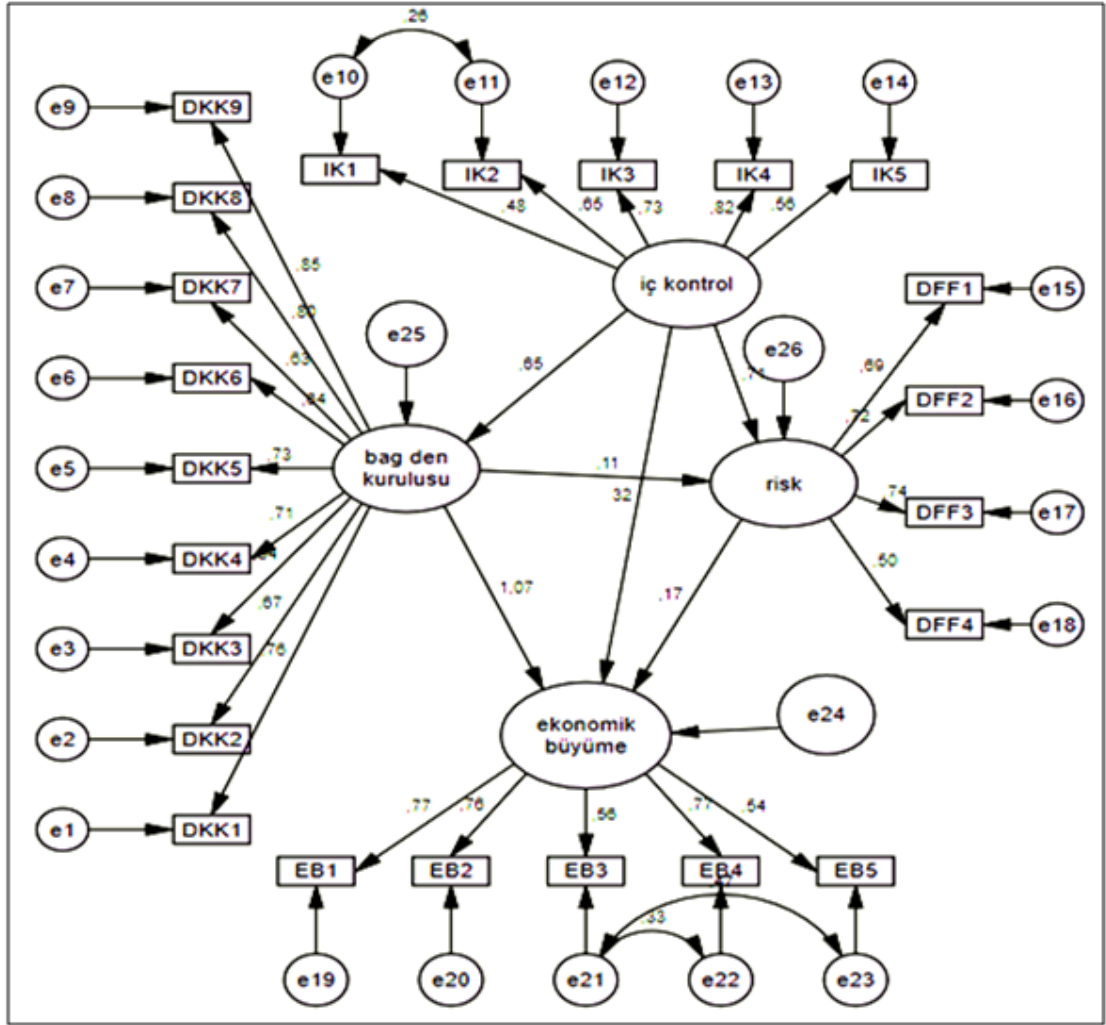 .26
e10
e11
e12
e13
e14
e9
DKK9
IK1
IK2
IK3
IK4
IK5
.48
.65
.73
.82
.56
e8
DKK8
e7
DKK7
.85
.80
.63
iç kontrol
DFF1
e15
e25
e26
e6
DKK6
.65
.69
DFF2
e16
.72
e5
DKK5
.73
bag den
kurulusu
.11
risk
.74
DFF3
e17
32
e4
DKK4
.71
.50
1,07
.17
DFF4
e18
e3
DKK3
.67
.76
e2
DKK2
ekonomik
büyüme
e24
e1
DKK1
.77
.76
.56
.77
.54
EB1
EB2
EB3
EB4
EB5
.33
e19
e20
e21
e22
e23